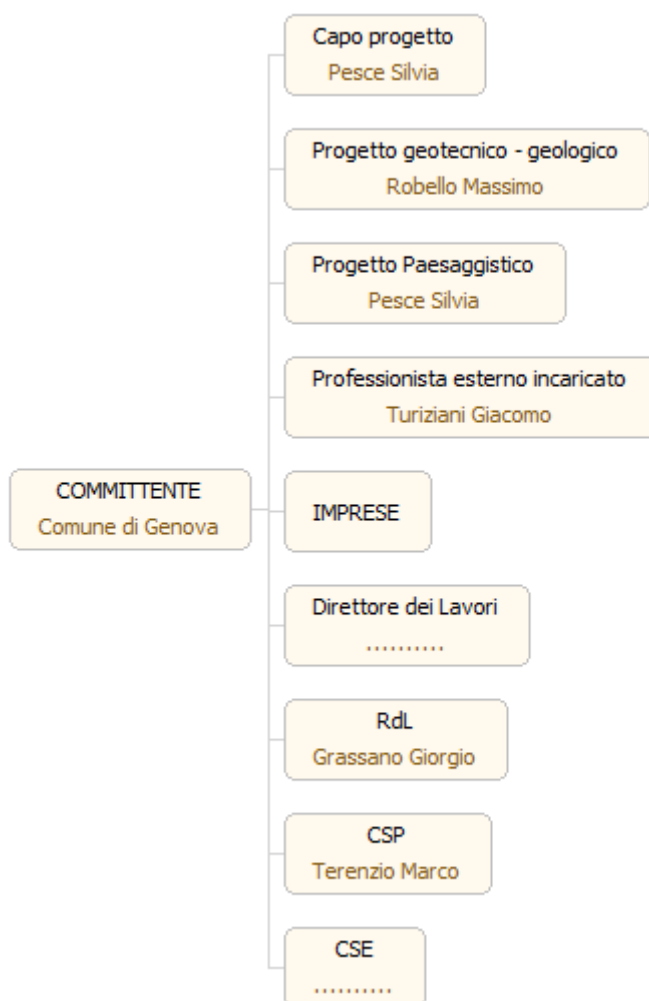 Capo progetto
Pesce Silvia
Progetto geotecnico - geologico
Robello Massimo
Progetto Paesaggistico
Pesce Silvia
Professionista esterno incaricato
Turiziani Giacomo
COMMITTENTE
Comune di Genova
IMPRESE
Direttore dei Lavori
..........
RdL
Grassano Giorgio
CSP
Terenzio Marco
CSE
..........